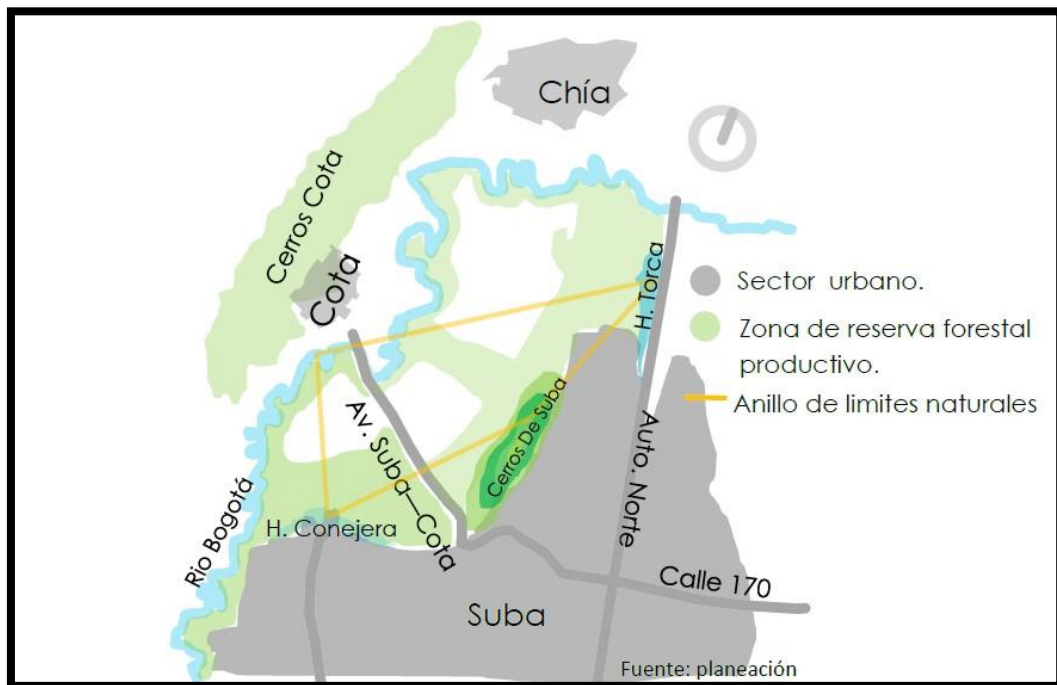 Chía
Cerros Cota
Cota
H. Torca
Sector urbano.
Zona de reserva forestal
productivo.
Anillo de limites naturales
Cerros De Suba
Av. Suba—Cota
Auto. Norte
Rio Bogotá
H. Conejera
Calle 170
Suba
Fuente: planeación